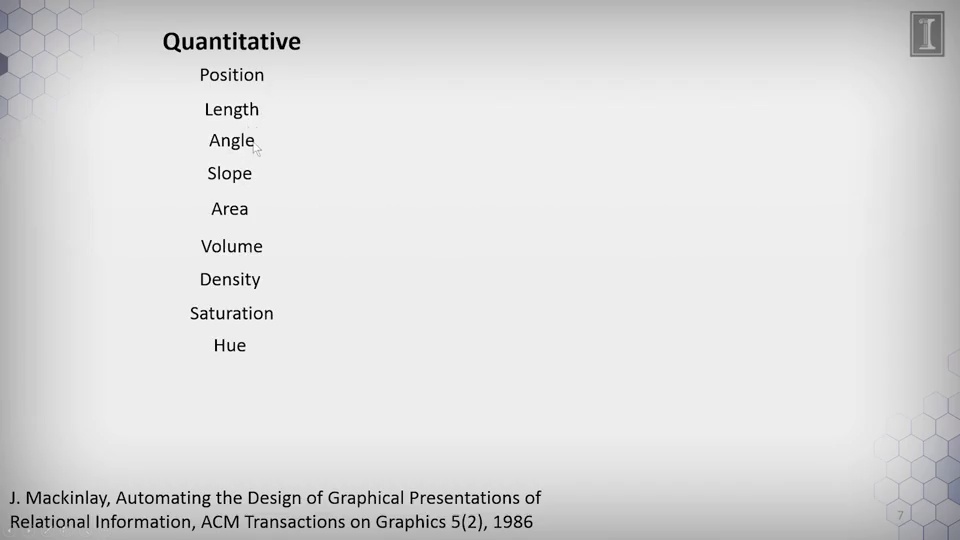 Quantitative
Position
Length
Angle
Slope
Area
Volume
Density
Saturation
Hue
J. Mackinlay, Automating the Design of Graphical Presentations of
Relational Information, ACM Transactions on Graphics 5(2), 1986
7
I